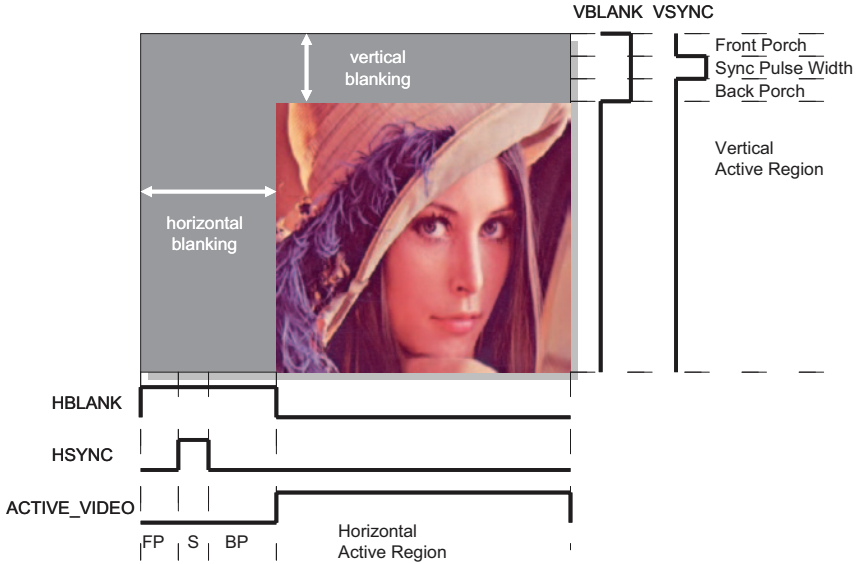 VBLANK VSYNC
Front Porch
Sync Pulse Width
Back Porch
vertical
blanking
Vertical
Active Region
horizontal
blanking
HBLANK
HSYNC
ACTIVE_VIDEO
FP S BP
Horizontal
Active Region